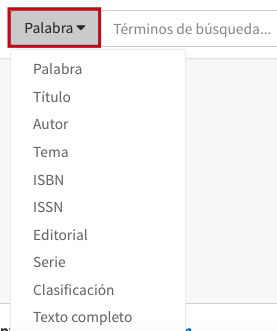 Palabra Términos de búsqueda...
Palabra
Título
Autor
Tema
ISBN
ISSN
Editorial
Serie
Clasificación
Texto completo